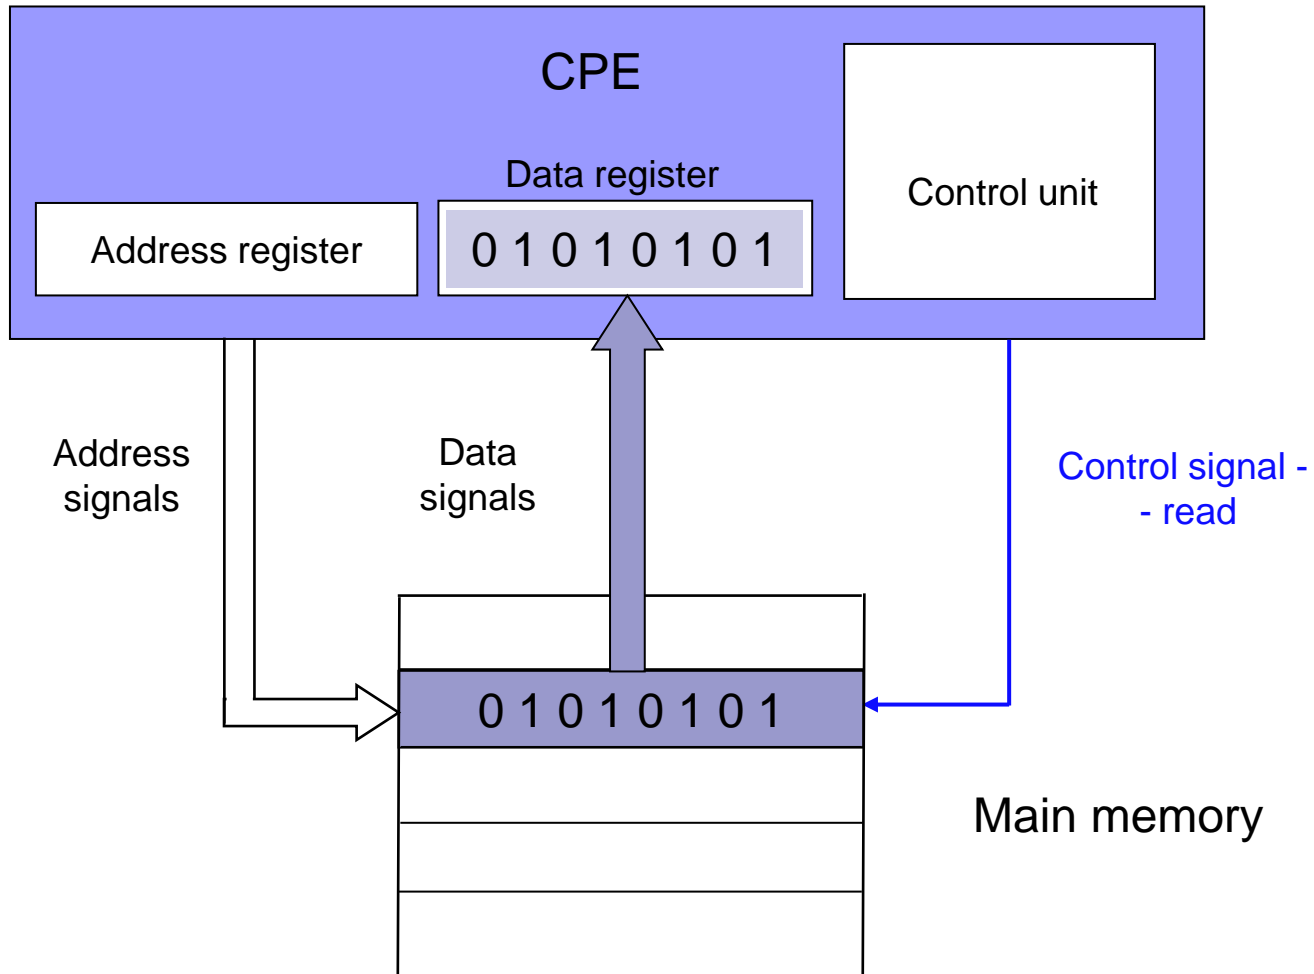 CPE
Data register
Control unit
Address register
0 1 0 1 0 1 0 1
Address
signals
Data
signals
Control signal -
- read
0 1 0 1 0 1 0 1
Main memory